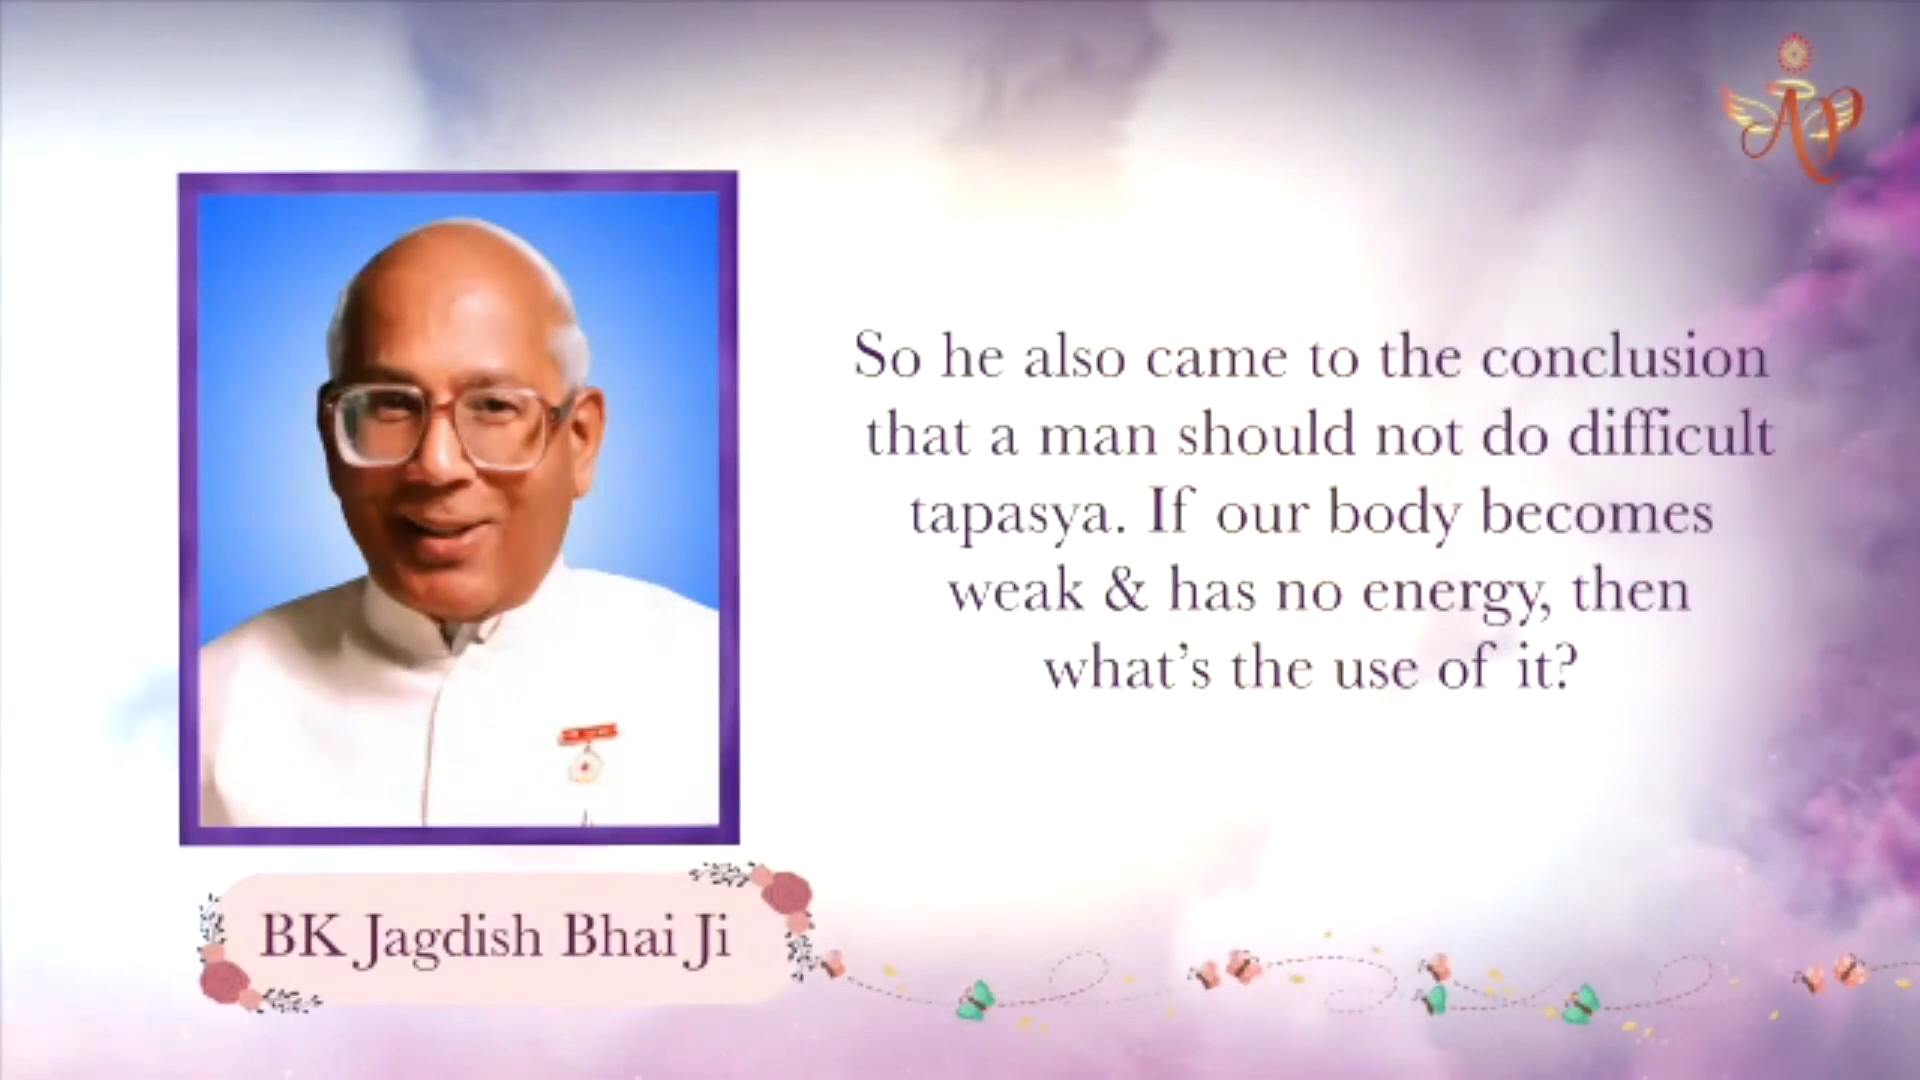 AP
So he also came to the conclusion
that a man should not do difficult
tapasya. If our body becomes
weak & has no energy, then
what's the use of it?
BK Jagdish Bhai Ji